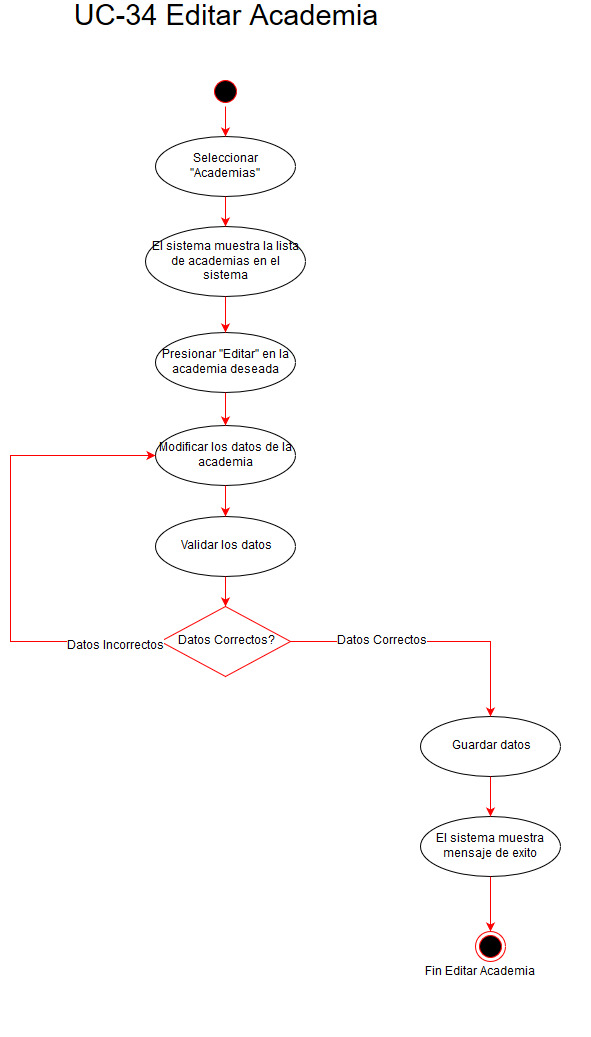 UC-34 Editar Academia
Seleccionar
"Academias"
El sistema muestra la lista
de academias en el
sistema
Presionar "Editar" en la
academia deseada
Modificar los datos de la
academia
Validar los datos
Datos Correctos?
Datos Incorrectos
Datos Correctos
Guardar datos
El sistema muestra
mensaje de exito
Fin Editar Academia